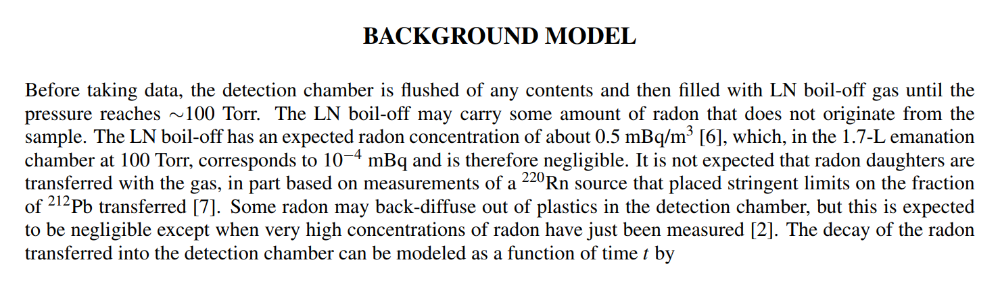 BACKGROUND MODEL
Before taking data, the detection chamber is flushed of any contents and then filled with LN boil-off gas until the
pressure reaches ∼100 Torr. The LN boil-off may carry some amount of radon that does not originate from the
sample. The LN boil-off has an expected radon concentration of about 0.5 mBq/m³ [6], which, in the 1.7-L emanation
chamber at 100 Torr, corresponds to 10⁻⁴ mBq and is therefore negligible. It is not expected that radon daughters are
transferred with the gas, in part based on measurements of a ²²⁰Rn source that placed stringent limits on the fraction
of ²¹²Pb transferred [7]. Some radon may back-diffuse out of plastics in the detection chamber, but this is expected
to be negligible except when very high concentrations of radon have just been measured [2]. The decay of the radon
transferred into the detection chamber can be modeled as a function of time t by